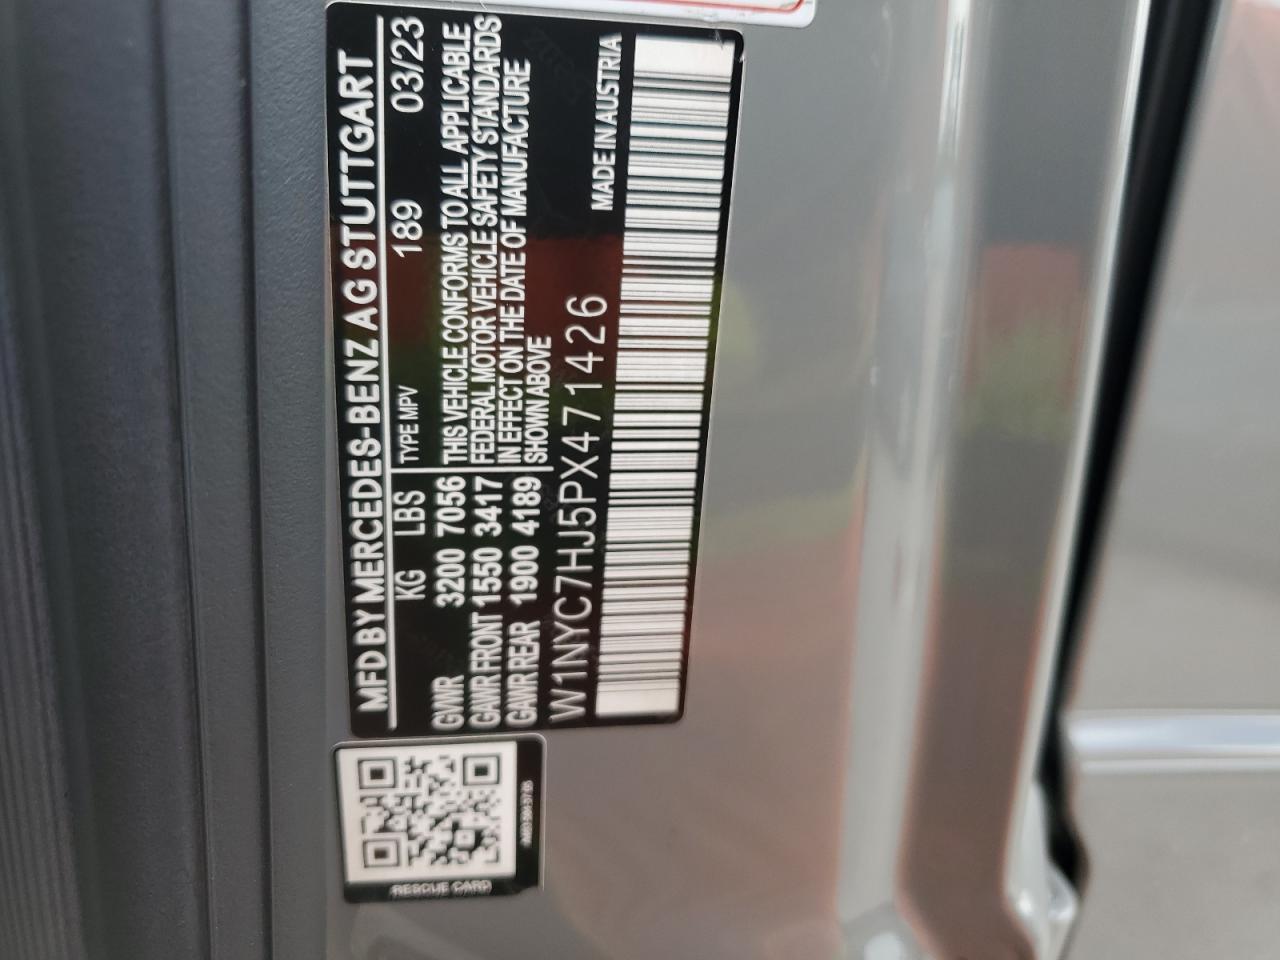 MFD BY MERCEDES-BENZ AG STUTTGART
KG LBS TYPE MPV 189 03/23
GVWR 3200 7056
GAWR FRONT 1550 3417
GAWR REAR 1900 4189
THIS VEHICLE CONFORMS TO ALL APPLICABLE
FEDERAL MOTOR VEHICLE SAFETY STANDARDS
IN EFFECT ON THE DATE OF MANUFACTURE
SHOWN ABOVE
W1NYC7HJ5PX471426
MADE IN AUSTRIA
RESCUE CARD